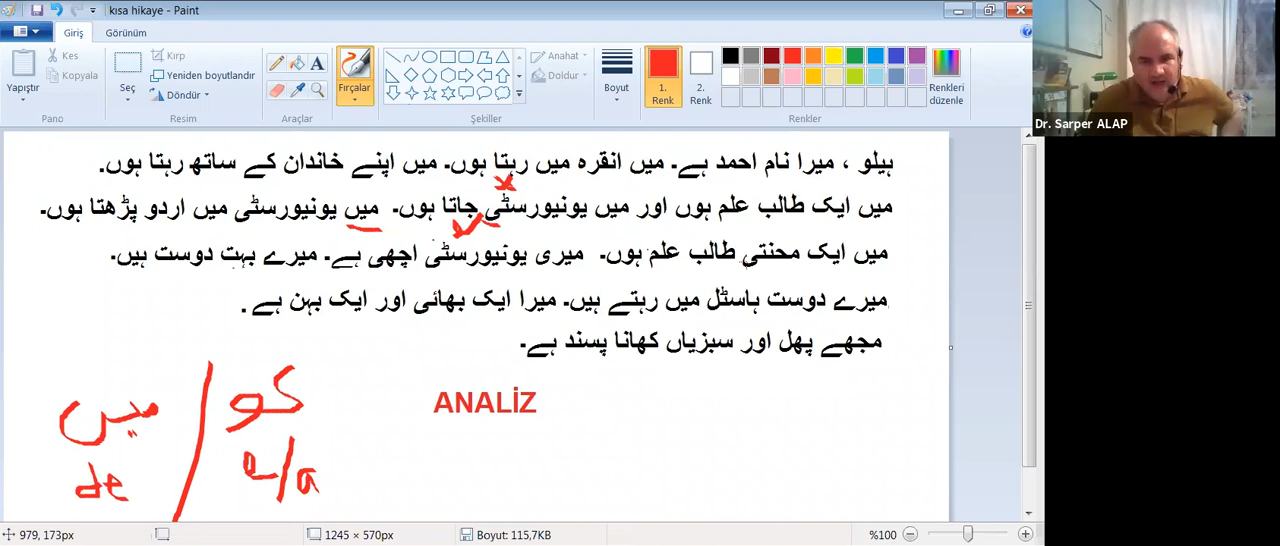 kısa hikaye - Paint
Giriş
Görünüm
Yapıştır
Kes
Kopyala
Pano
Seç
Kırp
Yeniden boyutlandır
Döndür
Resim
Araçlar
Fırçalar
Şekiller
Anahat
Doldur
Boyut
1. Renk
2. Renk
Renkler
Renkleri düzenle
Dr. Sarper ALAP
ہیلو ، میرا نام احمد ہے۔ میں انقرہ میں رہتا ہوں۔ میں اپنے خاندان کے ساتھ رہتا ہوں۔
میں ایک طالب علم ہوں اور میں یونیورسٹی جاتا ہوں۔ میں یونیورسٹی میں اردو پڑھتا ہوں۔
میں ایک محنتی طالب علم ہوں۔ میری یونیورسٹی اچھی ہے۔ میرے بہت دوست ہیں۔
میرے دوست ہاسٹل میں رہتے ہیں۔ میرا ایک بھائی اور ایک بہن ہے .
مجھے پھل اور سبزیاں کھانا پسند ہے۔
ANALİZ
میں / کو
de
e/a
979, 173px
1245 × 570px
Boyut: 115,7KB
%100